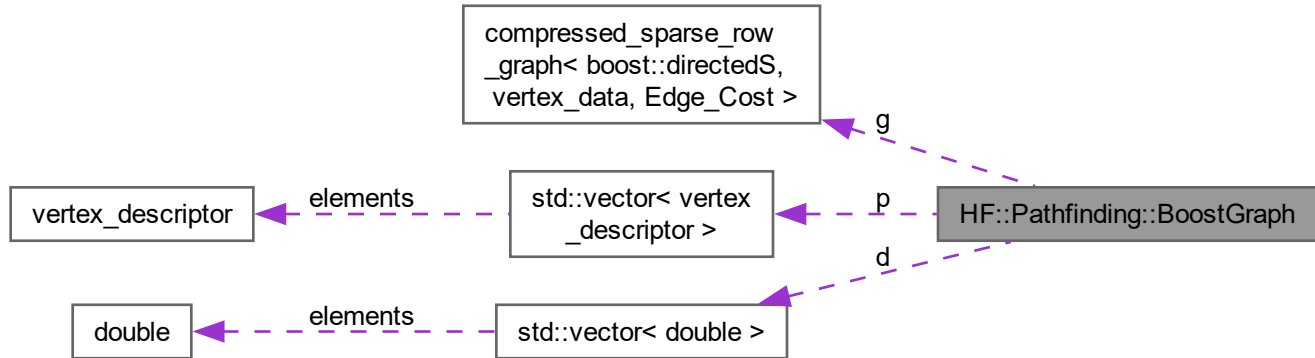 compressed_sparse_row
_graph< boost::directedS,
vertex_data, Edge_Cost >
g
vertex_descriptor
elements
std::vector< vertex
_descriptor >
p
HF::Pathfinding::BoostGraph
d
double
elements
std::vector< double >